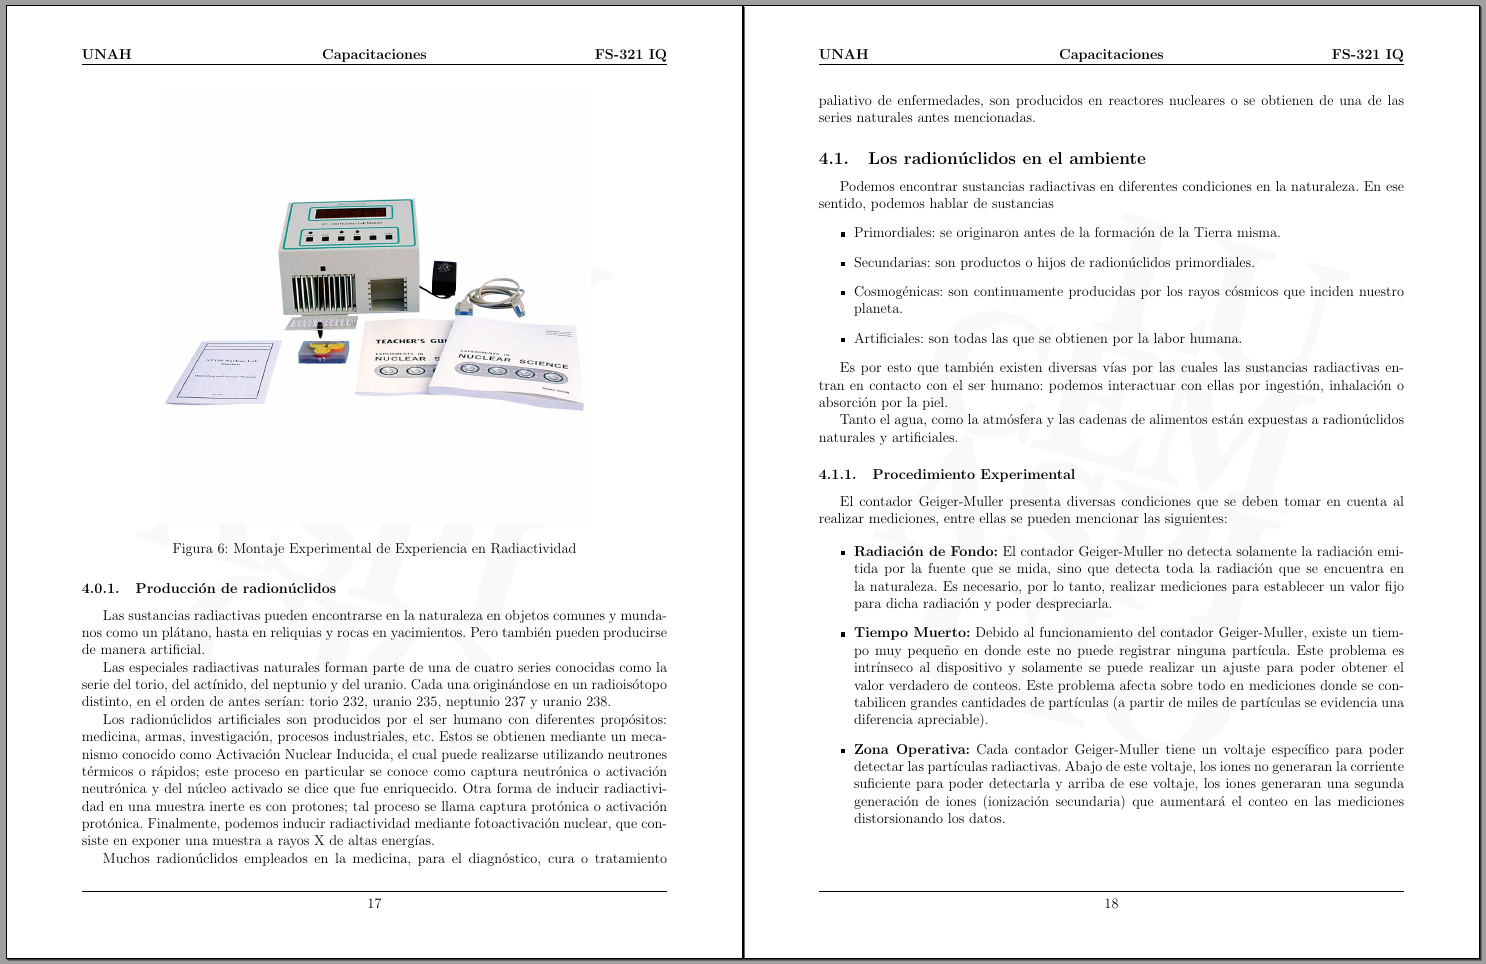 UNAH Capacitaciones FS-321 IQ
TEACHER'S GU
EXPERIMENTS IN
NUCLEAR S
EXPERIMENTS IN
NUCLEAR SCIENCE
Figura 6: Montaje Experimental de Experiencia en Radiactividad
4.0.1. Producción de radionúclidos
Las sustancias radiactivas pueden encontrarse en la naturaleza en objetos comunes y munda-
nos como un plátano, hasta en reliquias y rocas en yacimientos. Pero también pueden producirse
de manera artificial.
Las especiales radiactivas naturales forman parte de una de cuatro series conocidas como la
serie del torio, del actínido, del neptunio y del uranio. Cada una originándose en un radioisótopo
distinto, en el orden de antes serían: torio 232, uranio 235, neptunio 237 y uranio 238.
Los radionúclidos artificiales son producidos por el ser humano con diferentes propósitos:
medicina, armas, investigación, procesos industriales, etc. Estos se obtienen mediante un meca-
nismo conocido como Activación Nuclear Inducida, el cual puede realizarse utilizando neutrones
térmicos o rápidos; este proceso en particular se conoce como captura neutrónica o activación
neutrónica y del núcleo activado se dice que fue enriquecido. Otra forma de inducir radiactivi-
dad en una muestra inerte es con protones; tal proceso se llama captura protónica o activación
protónica. Finalmente, podemos inducir radiactividad mediante fotoactivación nuclear, que con-
siste en exponer una muestra a rayos X de altas energías.
Muchos radionúclidos empleados en la medicina, para el diagnóstico, cura o tratamiento
17
UNAH Capacitaciones FS-321 IQ
paliativo de enfermedades, son producidos en reactores nucleares o se obtienen de una de las
series naturales antes mencionadas.
4.1. Los radionúclidos en el ambiente
Podemos encontrar sustancias radiactivas en diferentes condiciones en la naturaleza. En ese
sentido, podemos hablar de sustancias
▪ Primordiales: se originaron antes de la formación de la Tierra misma.
▪ Secundarias: son productos o hijos de radionúclidos primordiales.
▪ Cosmogénicas: son continuamente producidas por los rayos cósmicos que inciden nuestro
planeta.
▪ Artificiales: son todas las que se obtienen por la labor humana.
Es por esto que también existen diversas vías por las cuales las sustancias radiactivas en-
tran en contacto con el ser humano: podemos interactuar con ellas por ingestión, inhalación o
absorción por la piel.
Tanto el agua, como la atmósfera y las cadenas de alimentos están expuestas a radionúclidos
naturales y artificiales.
4.1.1. Procedimiento Experimental
El contador Geiger-Muller presenta diversas condiciones que se deben tomar en cuenta al
realizar mediciones, entre ellas se pueden mencionar las siguientes:
▪ Radiación de Fondo: El contador Geiger-Muller no detecta solamente la radiación emi-
tida por la fuente que se mida, sino que detecta toda la radiación que se encuentra en
la naturaleza. Es necesario, por lo tanto, realizar mediciones para establecer un valor fijo
para dicha radiación y poder despreciarla.
▪ Tiempo Muerto: Debido al funcionamiento del contador Geiger-Muller, existe un tiem-
po muy pequeño en donde este no puede registrar ninguna partícula. Este problema es
intrínseco al dispositivo y solamente se puede realizar un ajuste para poder obtener el
valor verdadero de conteos. Este problema afecta sobre todo en mediciones donde se con-
tabilicen grandes cantidades de partículas (a partir de miles de partículas se evidencia una
diferencia apreciable).
▪ Zona Operativa: Cada contador Geiger-Muller tiene un voltaje específico para poder
detectar las partículas radiactivas. Abajo de este voltaje, los iones no generaran la corriente
suficiente para poder detectarla y arriba de ese voltaje, los iones generaran una segunda
generación de iones (ionización secundaria) que aumentará el conteo en las mediciones
distorsionando los datos.
18